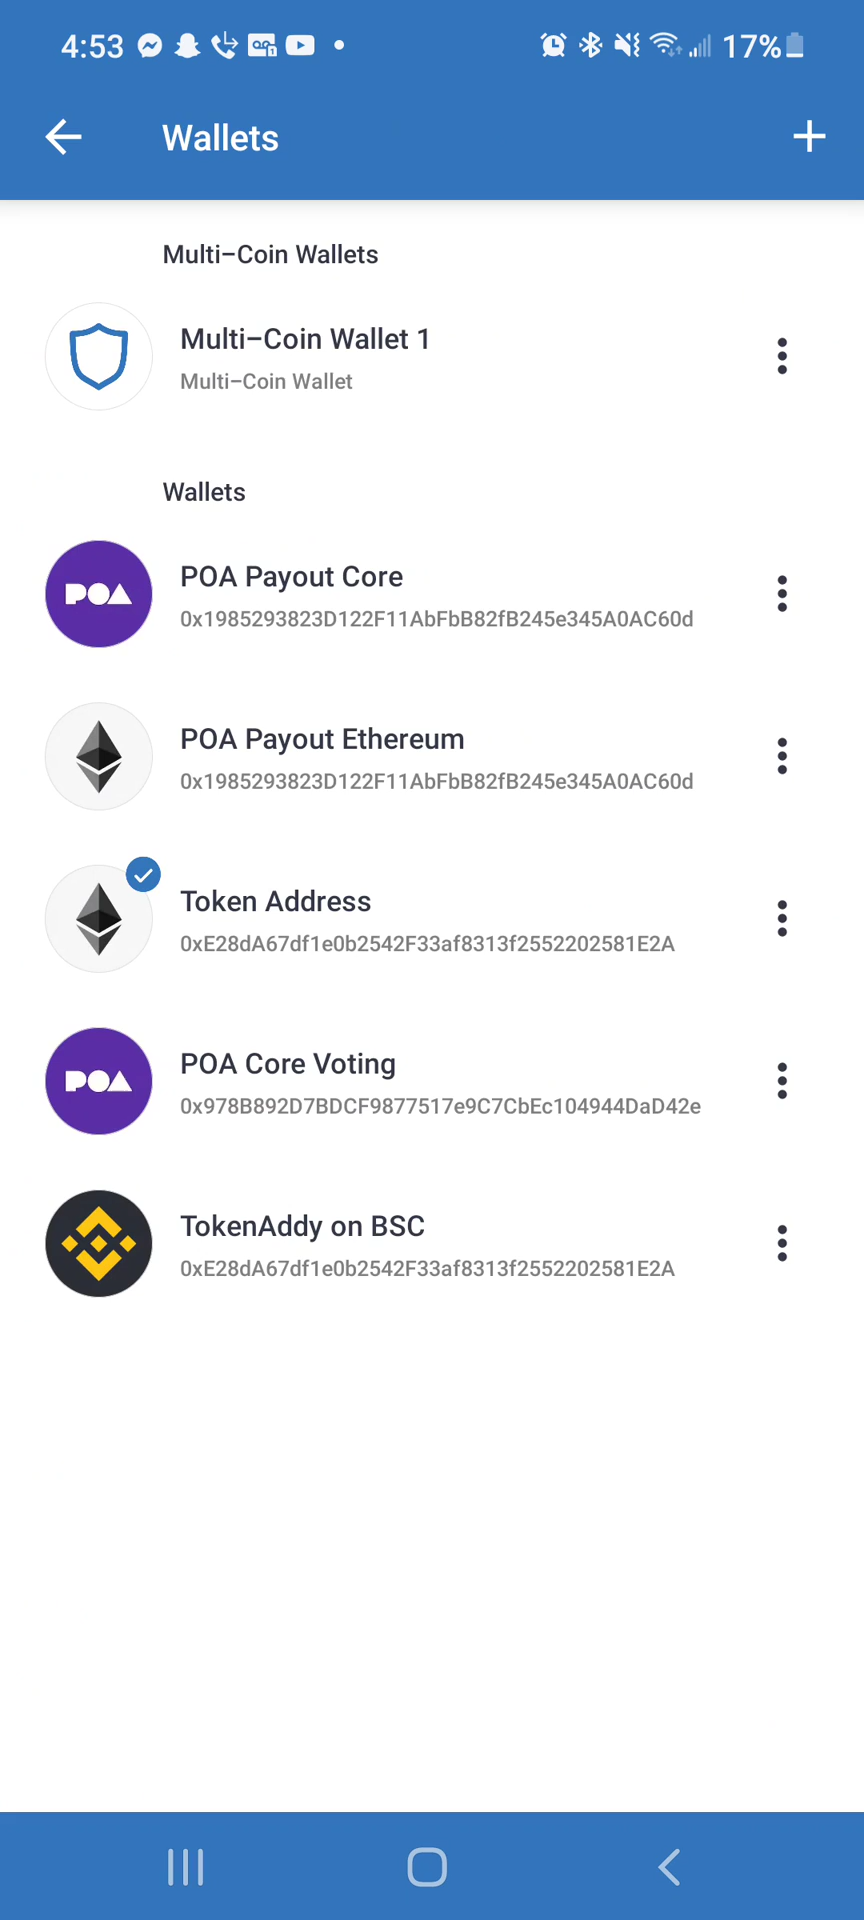 4:53 17%
Wallets
Multi-Coin Wallets
Multi-Coin Wallet 1
Multi-Coin Wallet
Wallets
POA
POA Payout Core
0x1985293823D122F11AbFbB82fB245e345A0AC60d
POA Payout Ethereum
0x1985293823D122F11AbFbB82fB245e345A0AC60d
Token Address
0xE28dA67df1e0b2542F33af8313f2552202581E2A
POA
POA Core Voting
0x978B892D7BDCF9877517e9C7CbEc104944DaD42e
TokenAddy on BSC
0xE28dA67df1e0b2542F33af8313f2552202581E2A